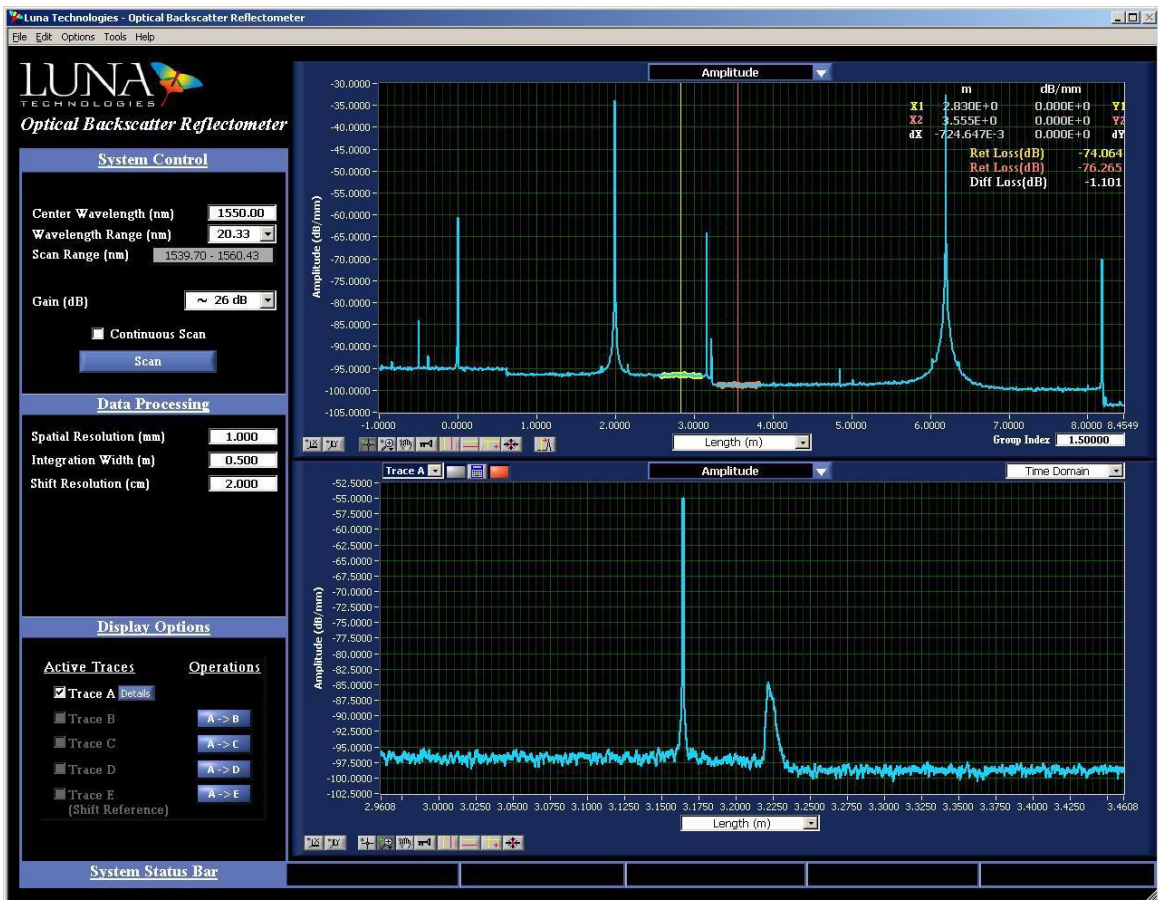 Luna Technologies - Optical Backscatter Reflectometer
File Edit Options Tools Help
LUNA
TECHNOLOGIES
Optical Backscatter Reflectometer
System Control
Center Wavelength (nm) 1550.00
Wavelength Range (nm) 20.33
Scan Range (nm) 1539.70 - 1560.43
Gain (dB) ~ 26 dB
Continuous Scan
Scan
Data Processing
Spatial Resolution (mm) 1.000
Integration Width (m) 0.500
Shift Resolution (cm) 2.000
Display Options
Active Traces Operations
Trace A Details
Trace B A -> B
Trace C A -> C
Trace D A -> D
Trace E A -> E
(Shift Reference)
System Status Bar
Amplitude
m dB/mm
X1 2.830E+0 0.000E+0 Y1
X2 3.555E+0 0.000E+0 Y2
dX -724.647E-3 0.000E+0 dY
Ret Loss(dB) -74.064
Ret Loss(dB) -76.265
Diff Loss(dB) -1.101
Amplitude (dB/mm)
-30.0000
-35.0000
-40.0000
-45.0000
-50.0000
-55.0000
-60.0000
-65.0000
-70.0000
-75.0000
-80.0000
-85.0000
-90.0000
-95.0000
-100.0000
-105.0000
-1.0000 0.0000 1.0000 2.0000 3.0000 4.0000 5.0000 6.0000 7.0000 8.0000 8.4549
Length (m)
Group Index 1.50000
Trace A Amplitude Time Domain
Amplitude (dB/mm)
-52.5000
-55.0000
-57.5000
-60.0000
-62.5000
-65.0000
-67.5000
-70.0000
-72.5000
-75.0000
-77.5000
-80.0000
-82.5000
-85.0000
-87.5000
-90.0000
-92.5000
-95.0000
-97.5000
-100.0000
-102.5000
2.9608 3.0000 3.0250 3.0500 3.0750 3.1000 3.1250 3.1500 3.1750 3.2000 3.2250 3.2500 3.2750 3.3000 3.3250 3.3500 3.3750 3.4000 3.4250 3.4608
Length (m)